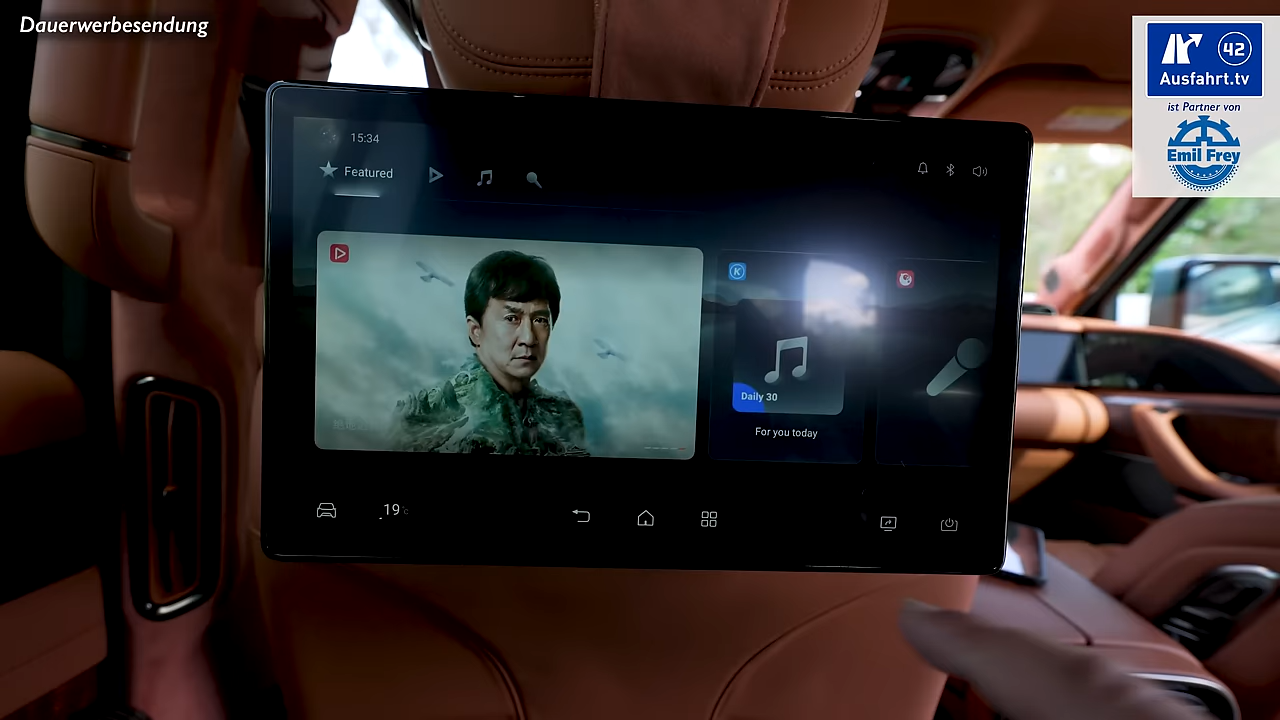 Dauerwerbesendung
42
Ausfahrt.tv
ist Partner von
Emil Frey
15:34
Featured
K
Daily 30
For you today
19°c